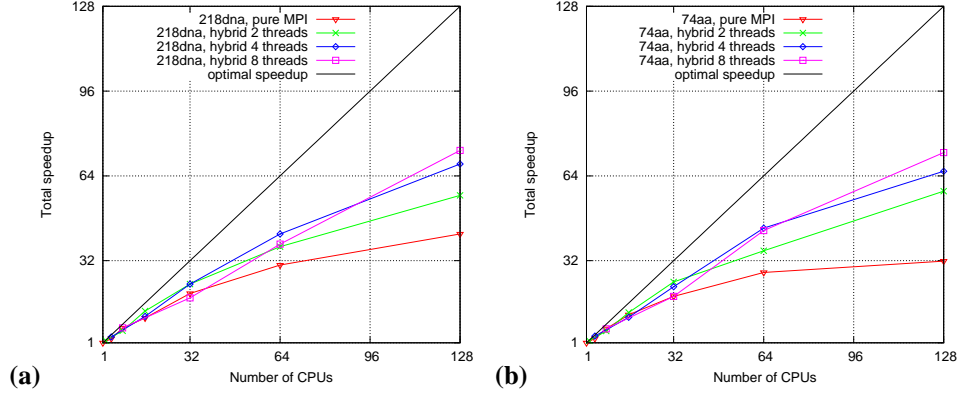 128
96
64
32
1
Total speedup
218dna, pure MPI
218dna, hybrid 2 threads
218dna, hybrid 4 threads
218dna, hybrid 8 threads
optimal speedup
1 32 64 96 128
Number of CPUs
(a)
128
96
64
32
1
Total speedup
74aa, pure MPI
74aa, hybrid 2 threads
74aa, hybrid 4 threads
74aa, hybrid 8 threads
optimal speedup
1 32 64 96 128
Number of CPUs
(b)